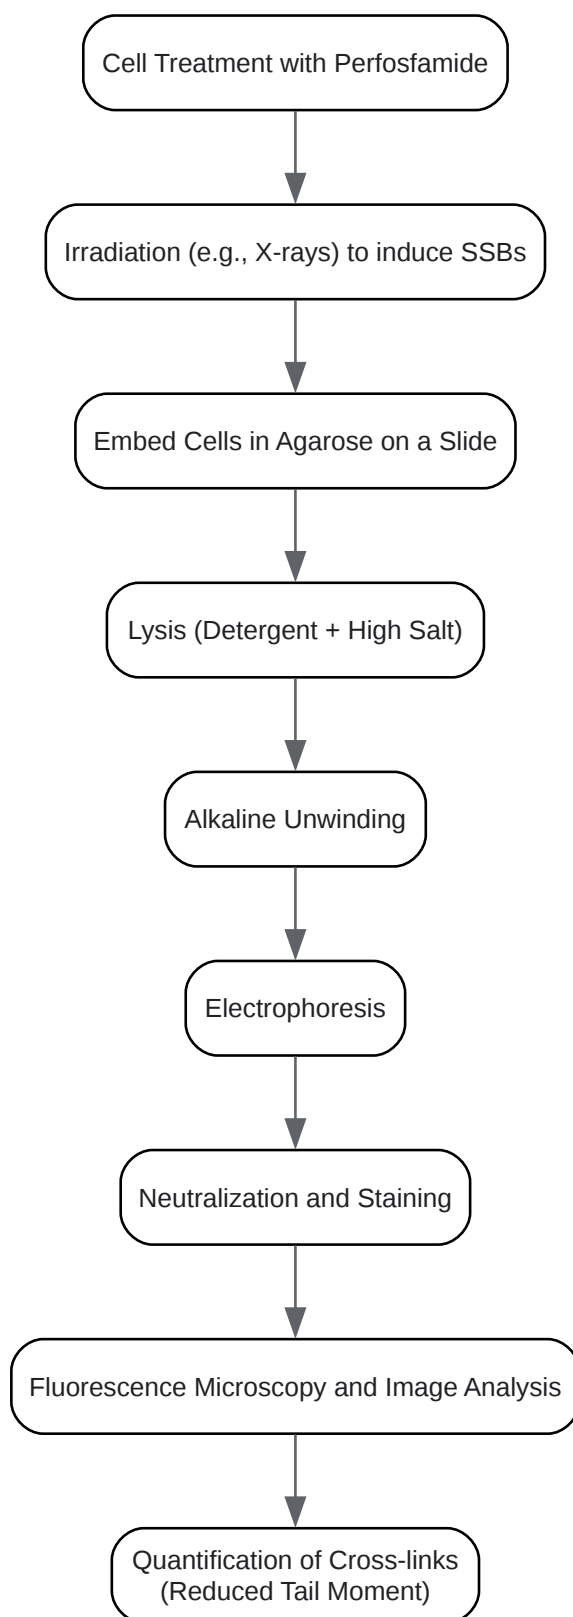 Cell Treatment with Perfosfamide
Irradiation (e.g., X-rays) to induce SSBs
Embed Cells in Agarose on a Slide
Lysis (Detergent + High Salt)
Alkaline Unwinding
Electrophoresis
Neutralization and Staining
Fluorescence Microscopy and Image Analysis
Quantification of Cross-links
(Reduced Tail Moment)